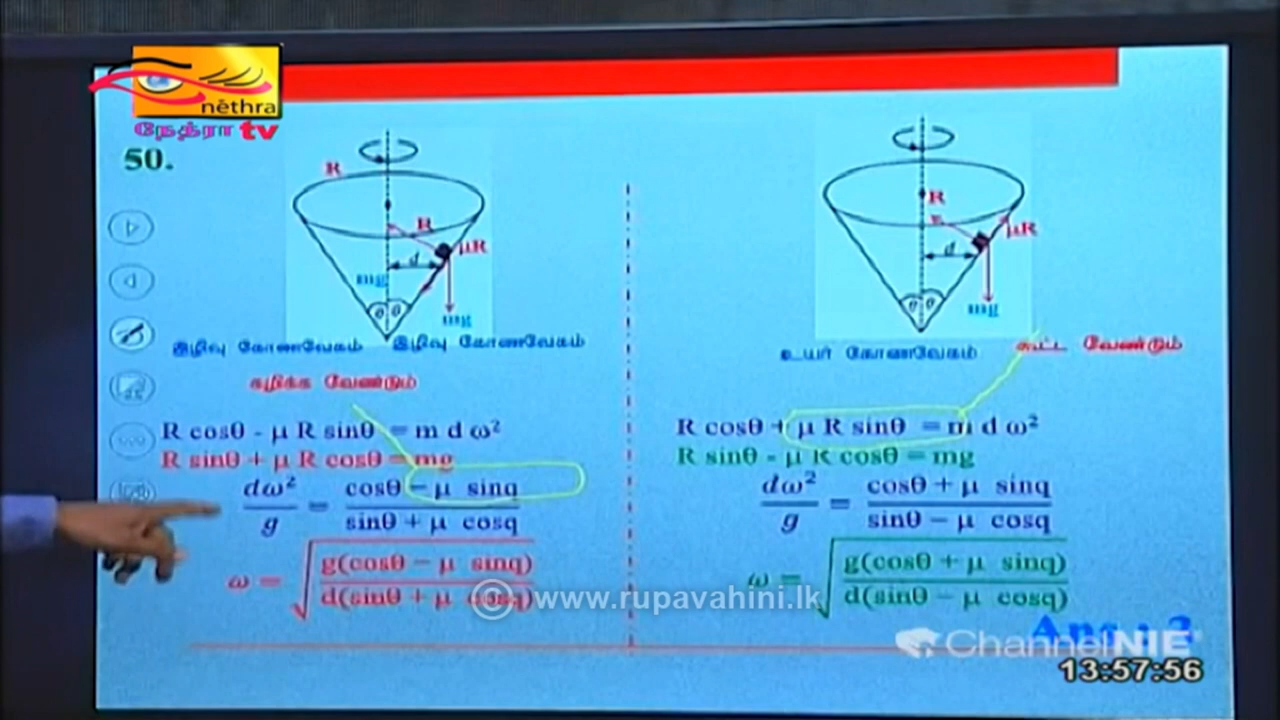 nēthra
நேத்ரா tv
50.
R
R
μR
d
mg
θ θ
mg
இழிவு கோணவேகம் இழிவு கோணவேகம்
கழிக்க வேண்டும்
R cosθ - μ R sinθ = m d ω²
R sinθ + μ R cosθ = mg
dω²/g = cosθ − μ sinq / sinθ + μ cosq
ω = √ g(cosθ − μ sinq) / d(sinθ + μ cosq)
R
μR
d
θ θ
mg
உயர் கோணவேகம்
கூட்ட வேண்டும்
R cosθ + μ R sinθ = m d ω²
R sinθ - μ R cosθ = mg
dω²/g = cosθ + μ sinq / sinθ − μ cosq
ω = √ g(cosθ + μ sinq) / d(sinθ − μ cosq)
© www.rupavahini.lk
ChannelNIE
13:57:56